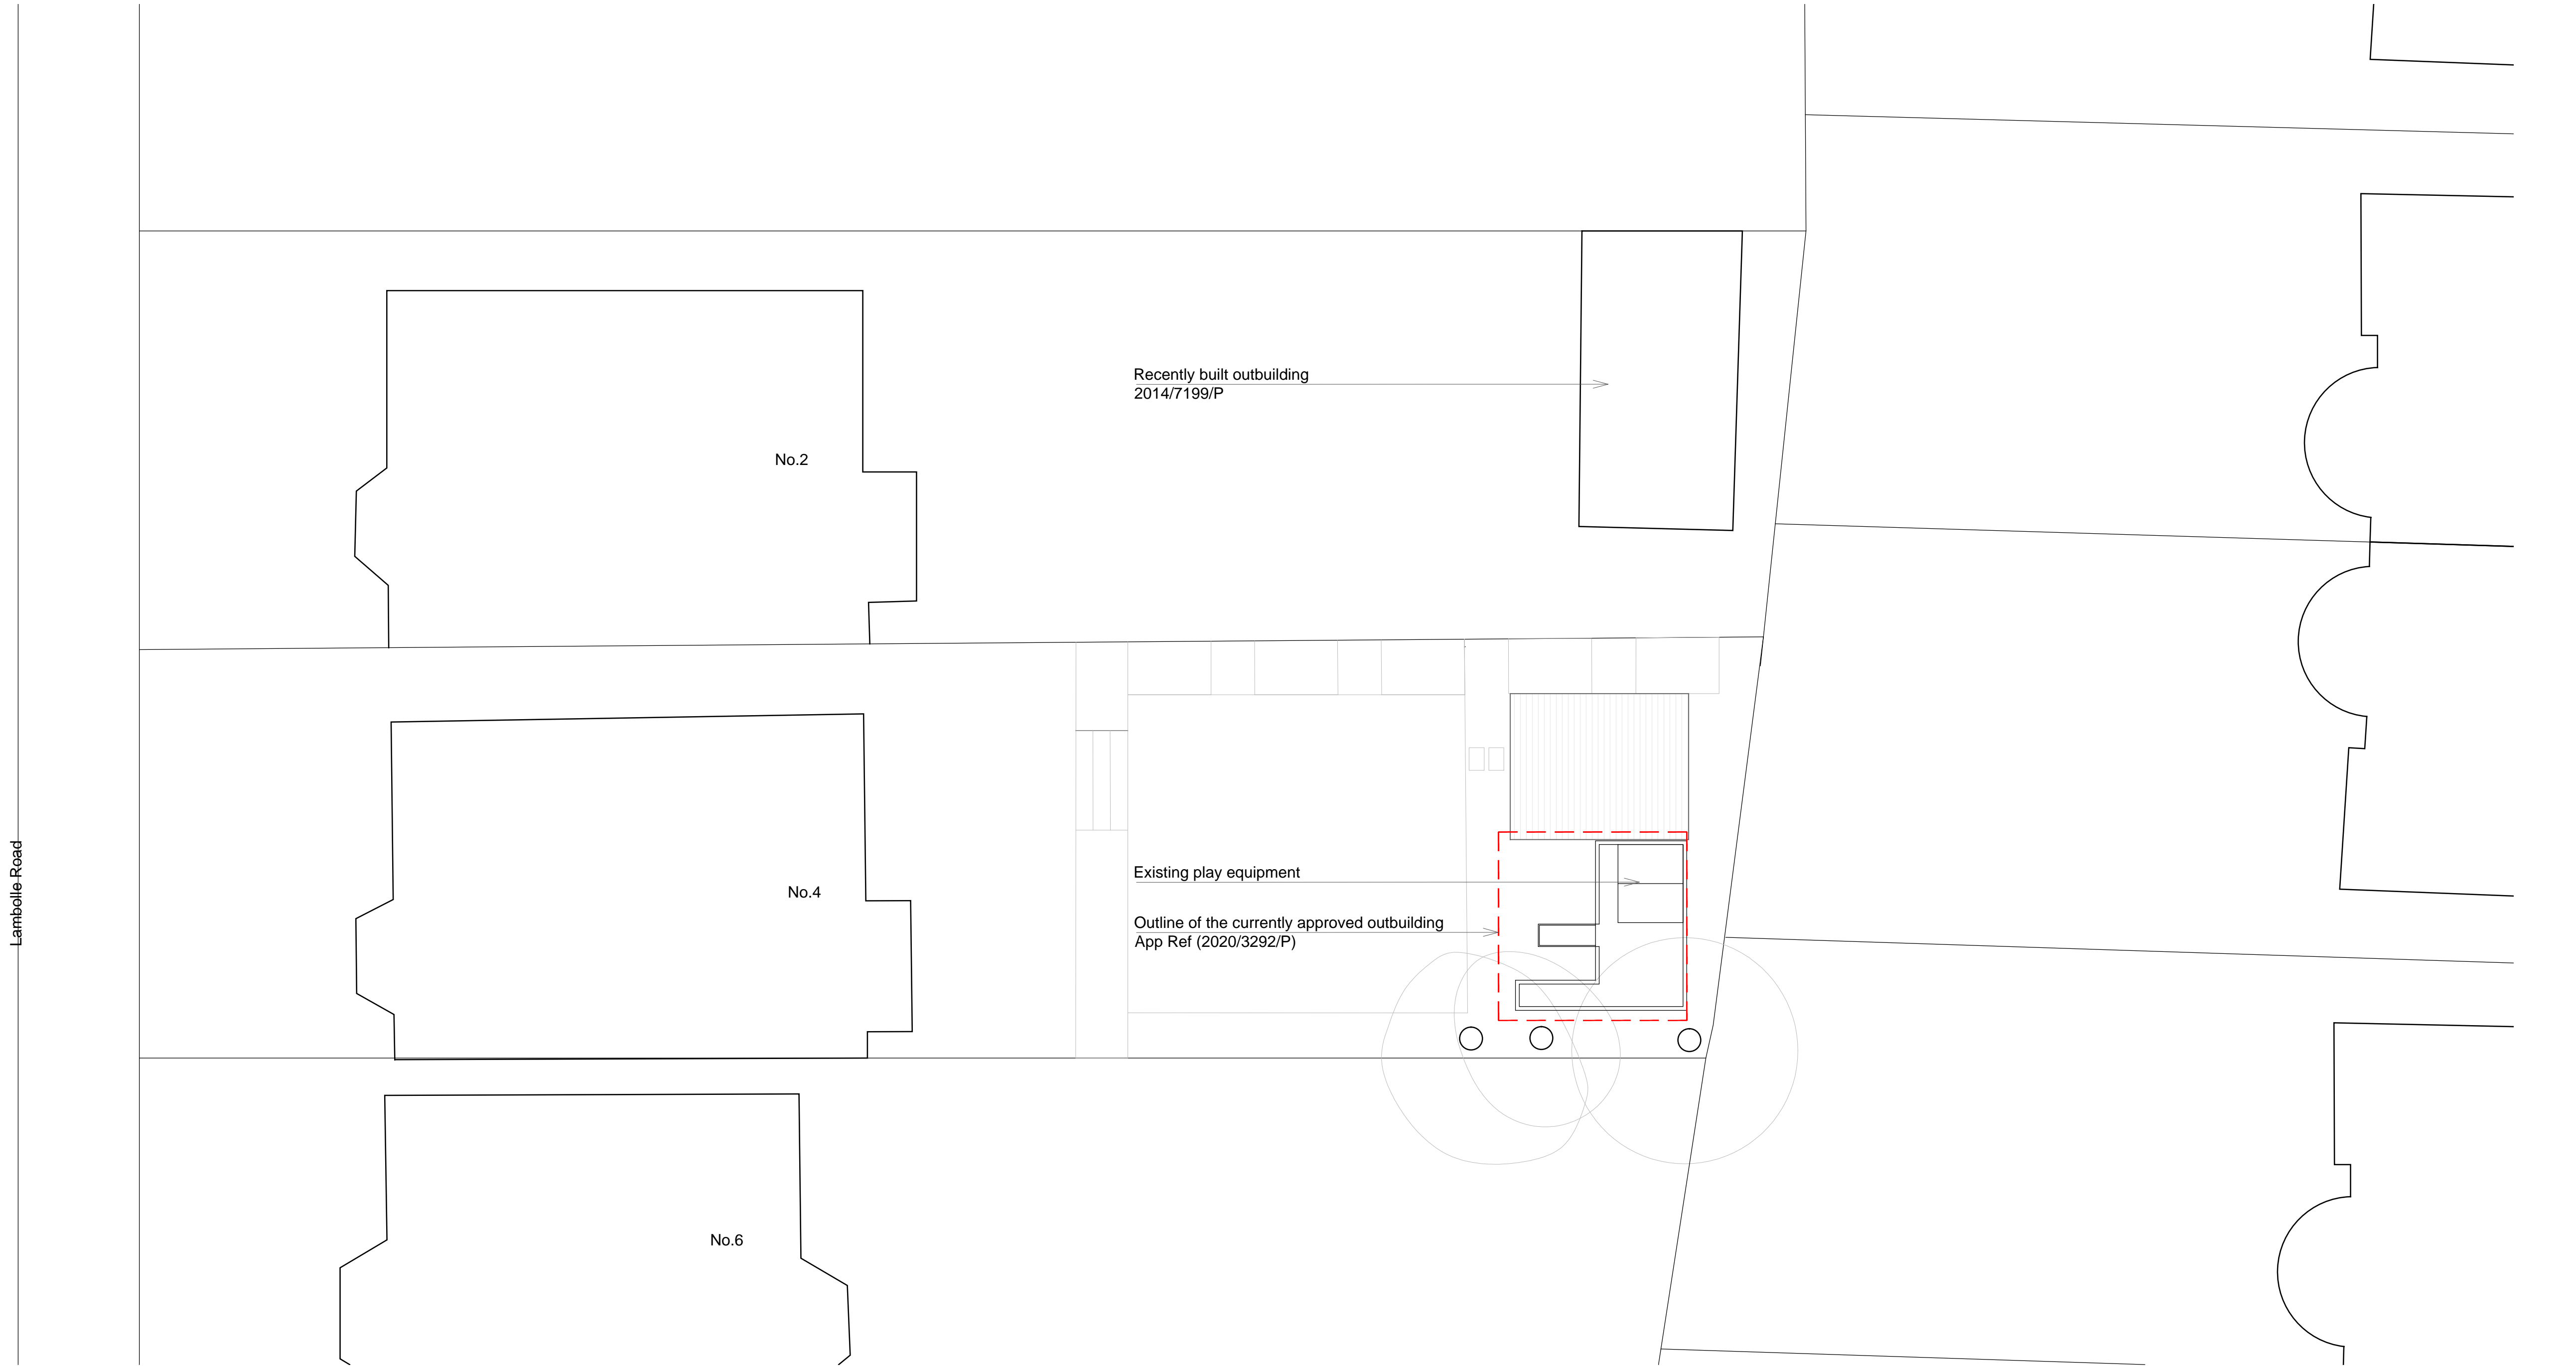 Recently built outbuilding
2014/7199/P
No.2
Lambolle Road
No.4
Existing play equipment
Outline of the currently approved outbuilding
App Ref (2020/3292/P)
No.6